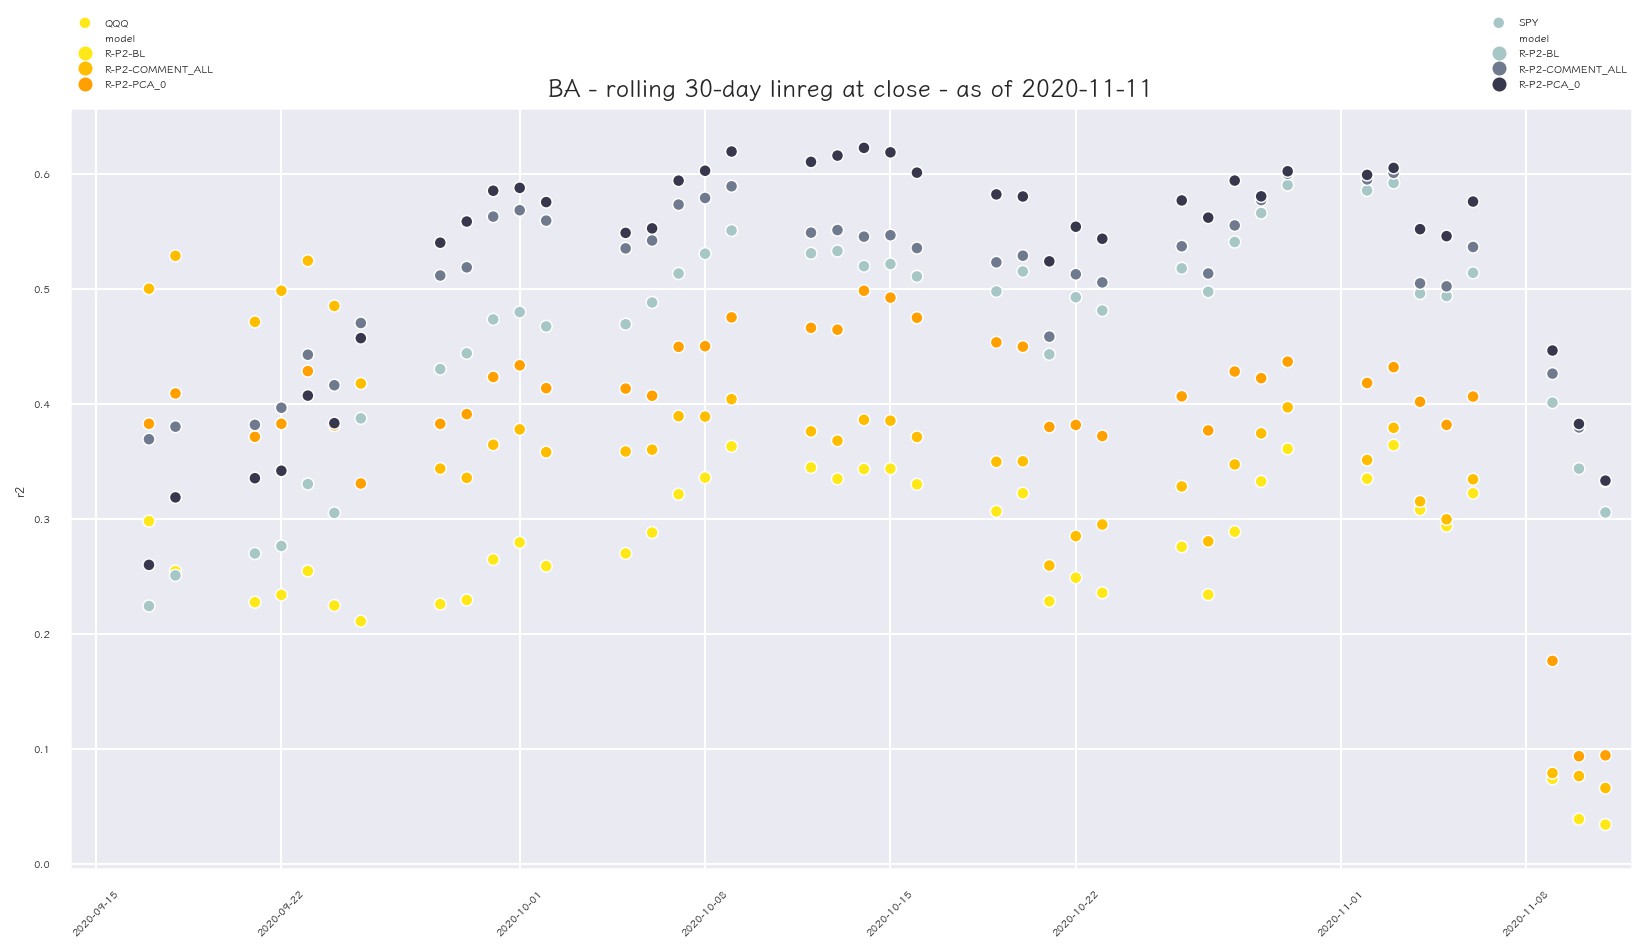 QQQ
model
R-P2-BL
R-P2-COMMENT_ALL
R-P2-PCA_0
SPY
model
R-P2-BL
R-P2-COMMENT_ALL
R-P2-PCA_0
BA - rolling 30-day linreg at close - as of 2020-11-11
0.6
0.5
0.4
0.3
0.2
0.1
0.0
r2
2020-09-15
2020-09-22
2020-10-01
2020-10-08
2020-10-15
2020-10-22
2020-11-01
2020-11-08